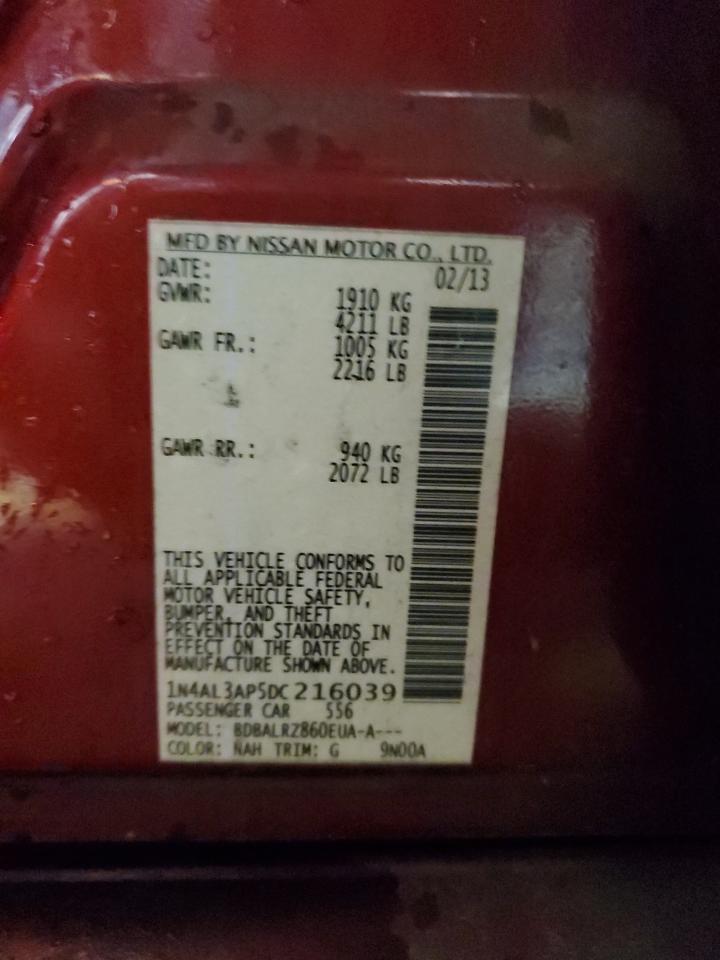 MFD BY NISSAN MOTOR CO., LTD.
DATE: 02/13
GVWR: 1910 KG
4211 LB
GAWR FR.: 1005 KG
2216 LB
GAWR RR.: 940 KG
2072 LB
THIS VEHICLE CONFORMS TO
ALL APPLICABLE FEDERAL
MOTOR VEHICLE SAFETY,
BUMPER, AND THEFT
PREVENTION STANDARDS IN
EFFECT ON THE DATE OF
MANUFACTURE SHOWN ABOVE.
1N4AL3AP5DC216039
PASSENGER CAR 556
MODEL: BDBALRZ860EUA-A---
COLOR: NAH TRIM: G 9N00A